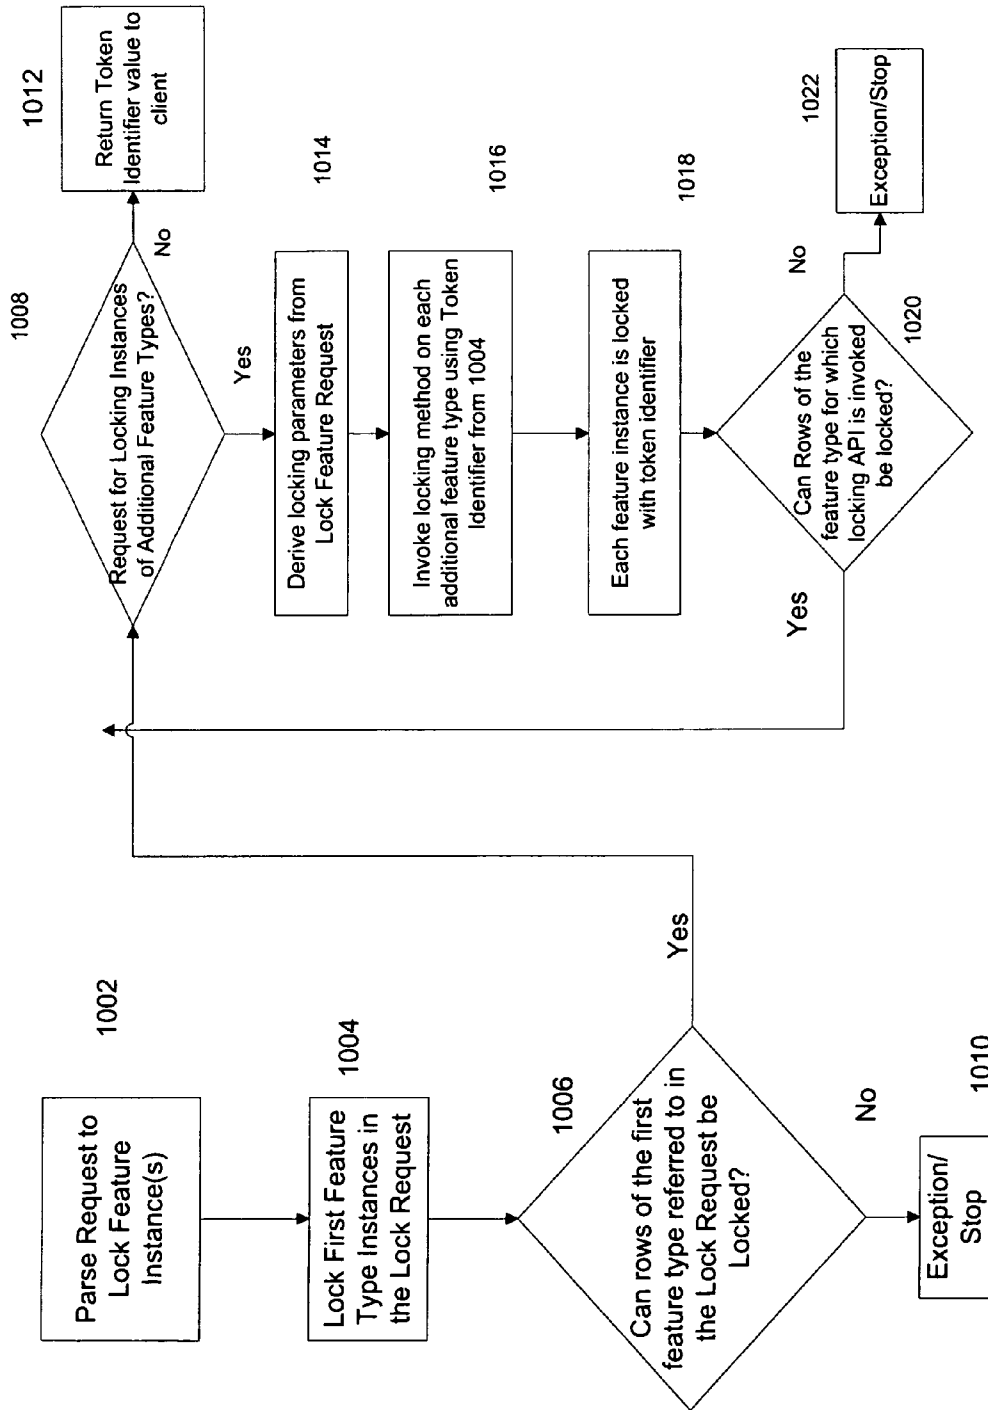 Parse Request to
Lock Feature
Instance(s)
1002
Lock First Feature
Type Instances in
the Lock Request
1004
Can rows of the first
feature type referred to in
the Lock Request be
Locked?
1006
Yes
No
Exception/
Stop
1010
Request for Locking Instances
of Additional Feature Types?
1008
No
Return Token
Identifier value to
client
1012
Yes
Derive locking parameters from
Lock Feature Request
1014
Invoke locking method on each
additional feature type using Token
Identifier from 1004
1016
Each feature instance is locked
with token identifier
1018
Can Rows of the
feature type for which
locking API is invoked
be locked?
1020
Yes
No
Exception/Stop
1022